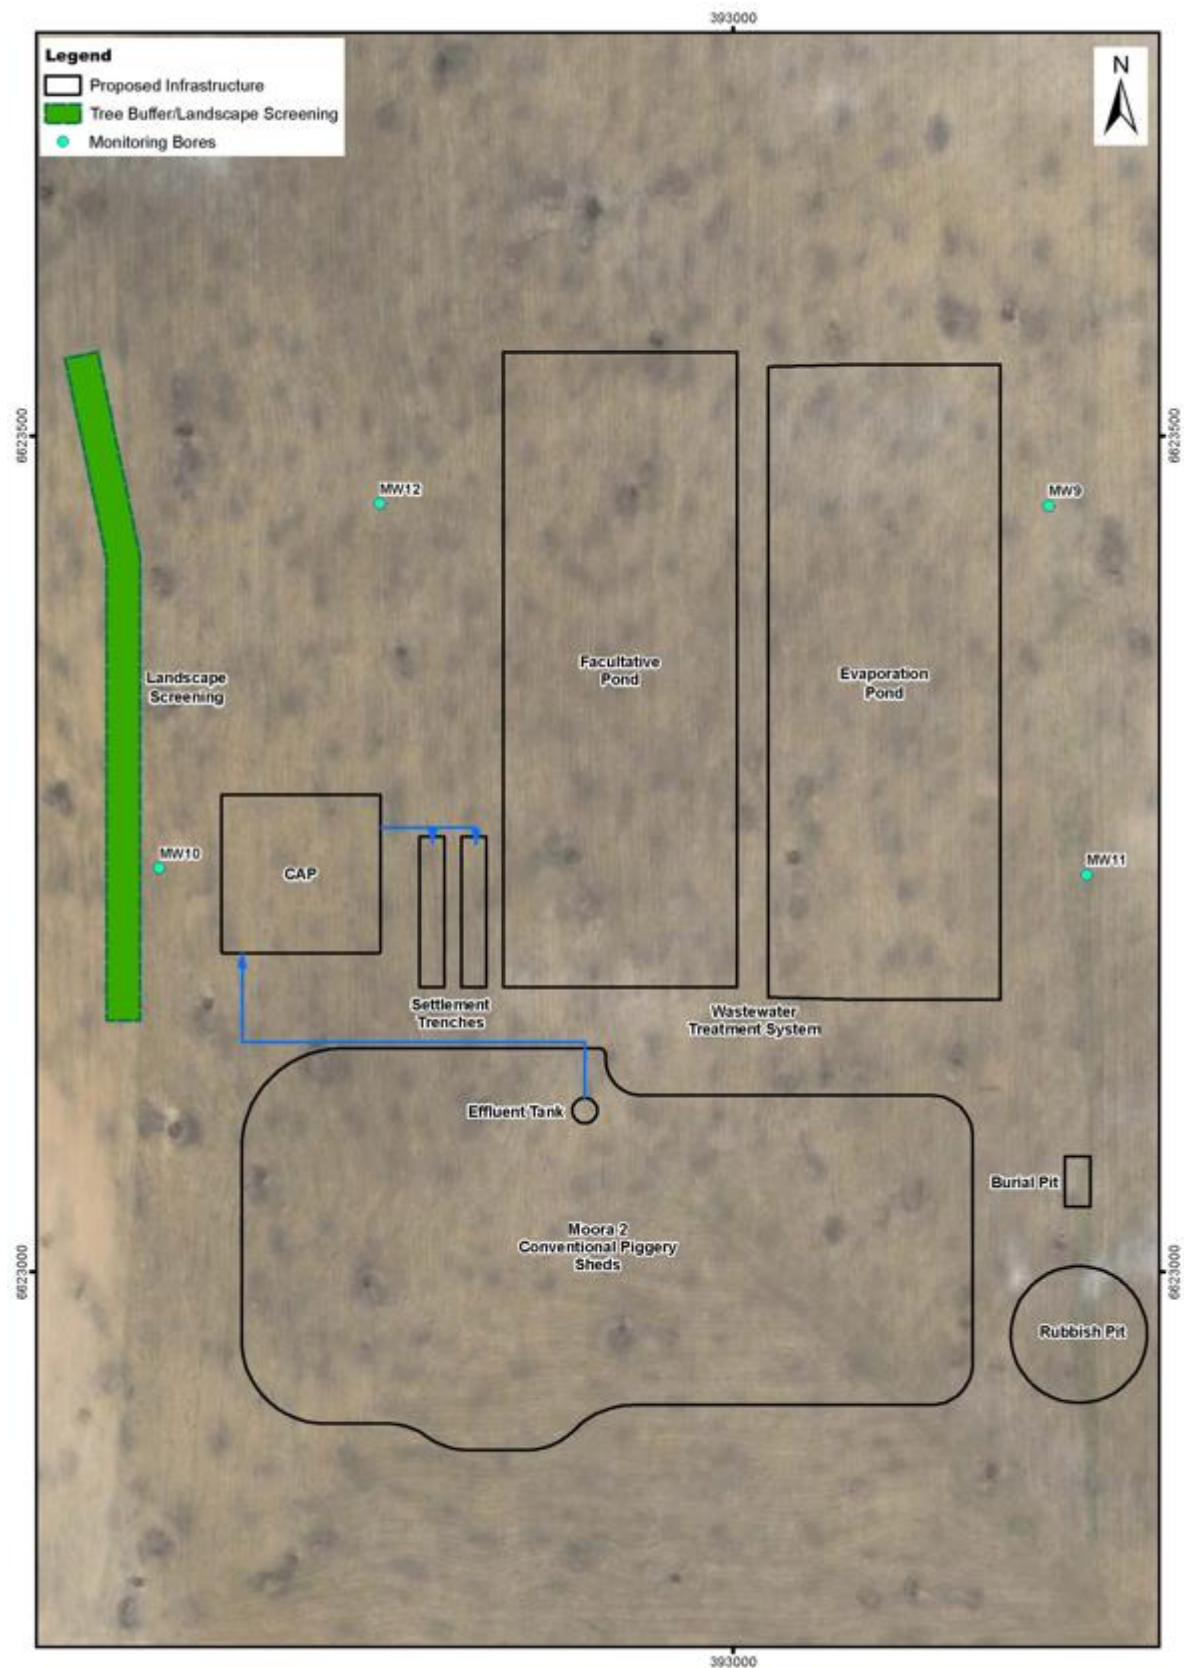 393000
Legend
Proposed Infrastructure
Tree Buffer/Landscape Screening
Monitoring Bores
N
6623500
6623500
MW12
MW9
Landscape
Screening
Facultative
Pond
Evaporation
Pond
MW10
CAP
MW11
Settlement
Trenches
Wastewater
Treatment System
Effluent Tank
Burial Pit
Moora 2
Conventional Piggery
Sheds
6623000
6623000
Rubbish Pit
393000